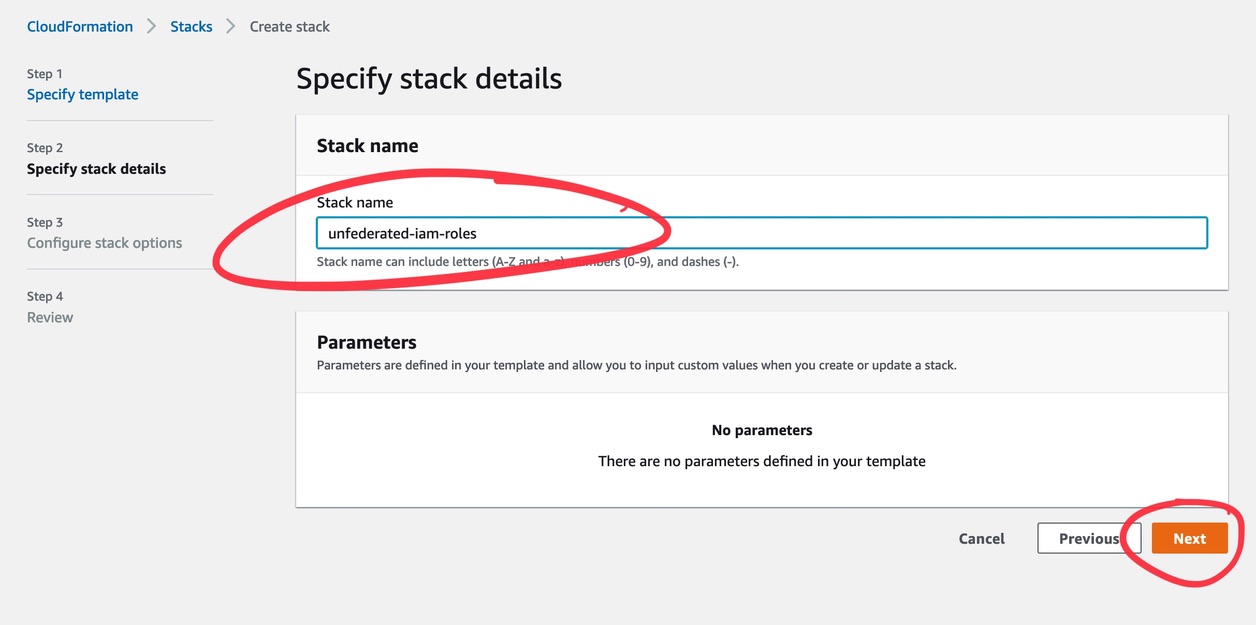 CloudFormation > Stacks > Create stack
Step 1
Specify template
Step 2
Specify stack details
Step 3
Configure stack options
Step 4
Review
Specify stack details
Stack name
Stack name
unfederated-iam-roles
Stack name can include letters (A-Z and a-z), numbers (0-9), and dashes (-).
Parameters
Parameters are defined in your template and allow you to input custom values when you create or update a stack.
No parameters
There are no parameters defined in your template
Cancel Previous Next